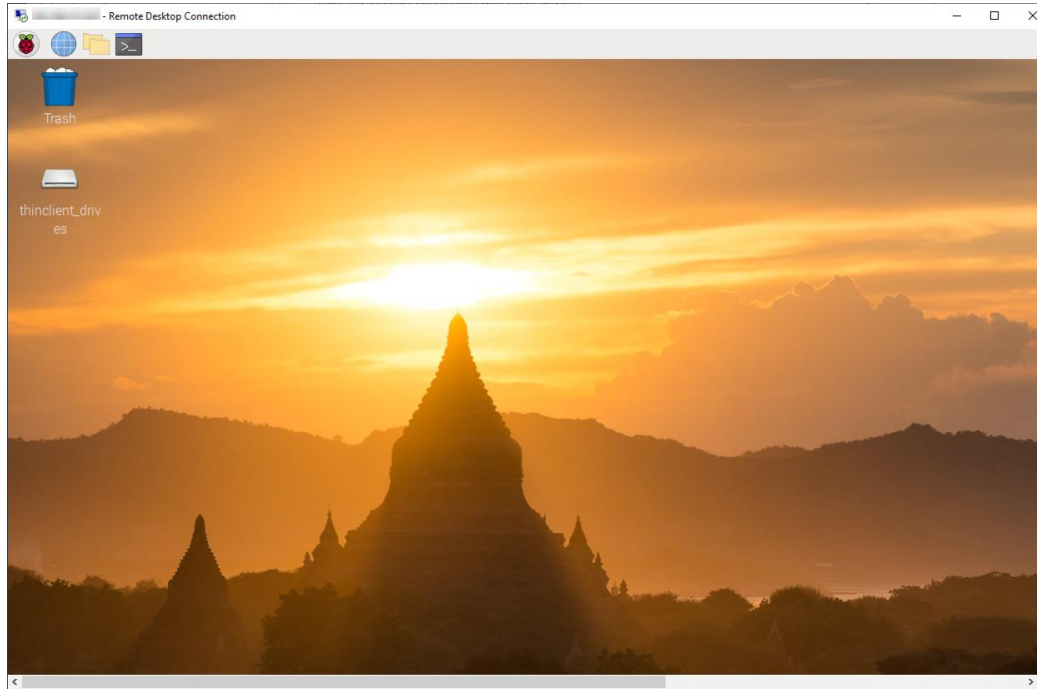 - Remote Desktop Connection
>_
Trash
thinclient_driv
es